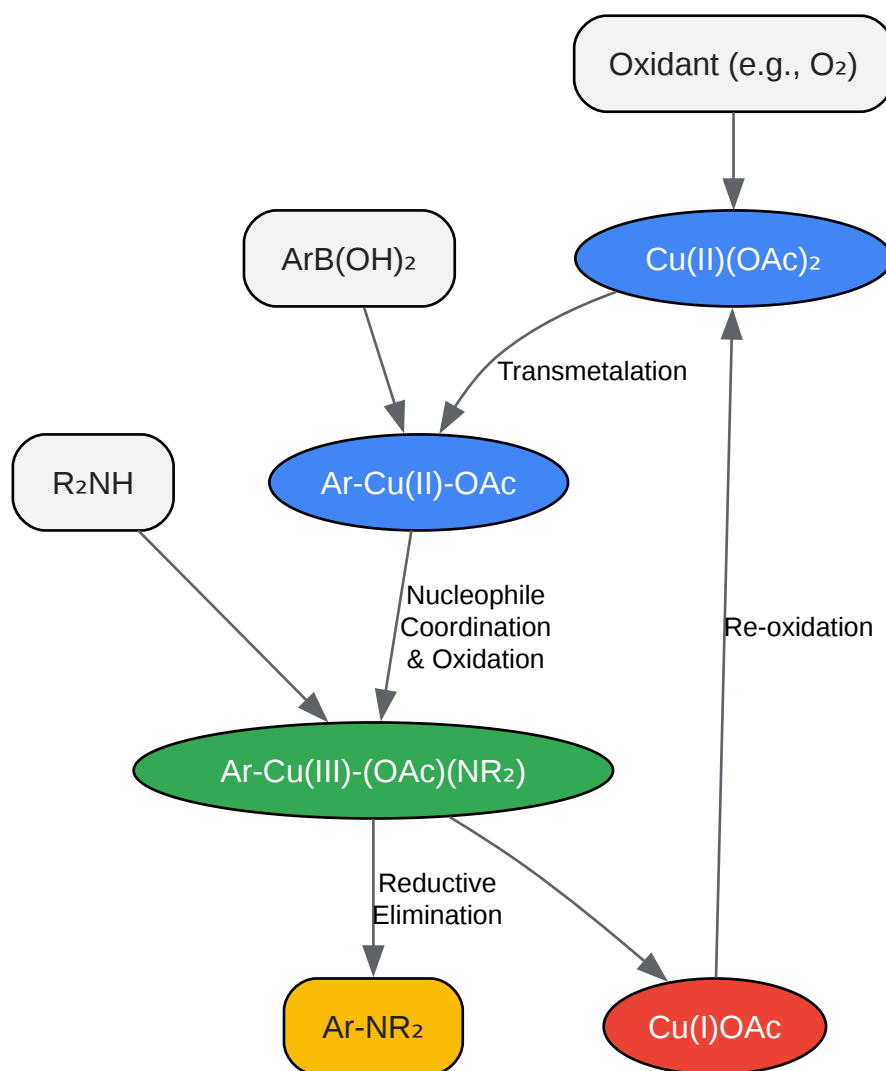 Oxidant (e.g., O₂)
ArB(OH)₂
Cu(II)(OAc)₂
Transmetalation
R₂NH
Ar-Cu(II)-OAc
Nucleophile
Coordination
& Oxidation
Re-oxidation
Ar-Cu(III)-(OAc)(NR₂)
Reductive
Elimination
Ar-NR₂
Cu(I)OAc